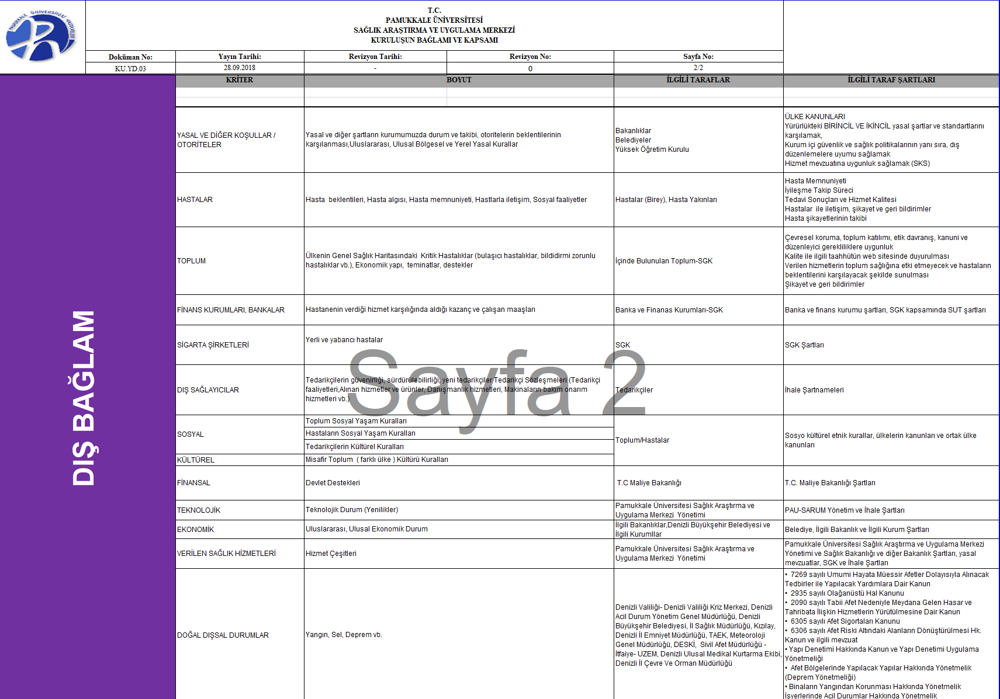 PAMUKKALE ÜNİVERSİTESİ HASTANELERİ
T.C.
PAMUKKALE ÜNİVERSİTESİ
SAĞLIK ARAŞTIRMA VE UYGULAMA MERKEZİ
KURULUŞUN BAĞLAMI VE KAPSAMI
Doküman No:
Yayın Tarihi:
Revizyon Tarihi:
Revizyon No:
Sayfa No:
KU.YD.03
28.09.2018
-
0
2/2
KRİTER
BOYUT
İLGİLİ TARAFLAR
İLGİLİ TARAF ŞARTLARI
DIŞ BAĞLAM
YASAL VE DİĞER KOŞULLAR /
OTORİTELER
Yasal ve diğer şartların kurumumuzda durum ve takibi, otoritelerin beklentilerinin
karşılanması,Uluslararası, Ulusal Bölgesel ve Yerel Yasal Kurallar
Bakanlıklar
Belediyeler
Yüksek Öğretim Kurulu
ÜLKE KANUNLARI
Yürürlükteki BİRİNCİL VE İKİNCİL yasal şartlar ve standartlarını
karşılamak,
Kurum içi güvenlik ve sağlık politikalarının yanı sıra, dış
düzenlemelere uyumu sağlamak
Hizmet mevzuatına uygunluk sağlamak (SKS)
HASTALAR
Hasta  beklentileri, Hasta algısı, Hasta memnuniyeti, Hastlarla iletişim, Sosyal faaliyetler
Hastalar (Birey), Hasta Yakınları
Hasta Memnuniyeti
İyileşme Takip Süreci
Tedavi Sonuçları ve Hizmet Kalitesi
Hastalar  ile iletişim, şikayet ve geri bildirimler
Hasta şikayetlerinin takibi
TOPLUM
Ülkenin Genel Sağlık Haritasındaki  Kritik Hastalıklar (bulaşıcı hastalıklar, bildidirmi zorunlu
hastalıklar vb.), Ekonomik yapı,  teminatlar, destekler
İçinde Bulunulan Toplum-SGK
Çevresel koruma, toplum katılımı, etik davranış, kanuni ve
düzenleyici gerekliliklere uygunluk
Kalite ile ilgili taahhütün web sitesinde duyurulması
Verilen hizmetlerin toplum sağlığına etki etmeyecek ve hastaların
beklentilerini karşılayacak şekilde sunulması
Şikayet ve geri bildirimler
FİNANS KURUMLARI, BANKALAR
Hastanenin verdiği hizmet karşılığında aldığı kazanç ve çalışan maaşları
Banka ve Finanas Kurumları-SGK
Banka ve finans kurumu şartları, SGK kapsamında SUT şartları
SİGARTA ŞİRKETLERİ
Yerli ve yabancı hastalar
SGK
SGK Şartları
Sayfa 2
DIŞ SAĞLAYICILAR
Tedarikçilerin güvenirliği, sürdürülebilirliği, yeni tedarikçiler Tedarikçi Sözleşmeleri (Tedarikçi
faaliyetleri,Alınan hizmetler ve ürünler, Danışmanlık hizmetleri, Makinaların bakım onarım
hizmetleri vb.)
Tedarikçiler
İhale Şartnameleri
SOSYAL
Toplum Sosyal Yaşam Kuralları
Hastaların Sosyal Yaşam Kuralları
Tedarikçilerin Kültürel Kuralları
Toplum/Hastalar
Sosyo kültürel etnik kurallar, ülkelerin kanunları ve ortak ülke
kanunları
KÜLTÜREL
Misafir Toplum  ( farklı ülke ) Kültürü Kuralları
FİNANSAL
Devlet Destekleri
T.C Maliye Bakanlığı
T.C. Maliye Bakanlığı Şartları
TEKNOLOJİK
Teknolojik Durum (Yenilikler)
Pamukkale Üniversitesi Sağlık Araştırma ve
Uygulama Merkezi  Yönetimi
PAU-SARUM Yönetim ve İhale Şartları
EKONOMİK
Uluslararası, Ulusal Ekonomik Durum
İlgili Bakanlıklar,Denizli Büyükşehir Belediyesi ve
İlgili Kurumllar
Belediye, İlgili Bakanlık ve İlgili Kurum Şartları
VERİLEN SAĞLIK HİZMETLERİ
Hizmet Çeşitleri
Pamukkale Üniversitesi Sağlık Araştırma ve
Uygulama Merkezi  Yönetimi
Pamukkale Üniversitesi Sağlık Araştırma ve Uygulama Merkezi
Yönetimi ve Sağlık Bakanlığı ve diğer Bakanlık Şartları, yasal
mevzuatlar, SGK ve İhale Şartları
DOĞAL DIŞSAL DURUMLAR
Yangın, Sel, Deprem vb.
Denizli Valiliği- Denizli Valiliği Kriz Merkezi, Denizli
Acil Durum Yönetim Genel Müdürlüğü, Denizli
Büyükşehir Belediyesi, İl Sağlık Müdürlüğü, Kızılay,
Denizli İl Emniyet Müdürlüğü, TAEK, Meteoroloji
Genel Müdürlüğü, DESKİ,  Sivil Afet Müdürlüğü -
İtfaiye- UZEM, Denizli Ulusal Medikal Kurtarma Ekibi,
Denizli İl Çevre Ve Orman Müdürlüğü
• 7269 sayılı Umumi Hayata Müessir Afetler Dolayısıyla Alınacak
Tedbirler ile Yapılacak Yardımlara Dair Kanun
• 2935 sayılı Olağanüstü Hal Kanunu
• 2090 sayılı Tabii Afet Nedeniyle Meydana Gelen Hasar ve
Tahribata İlişkin Hizmetlerin Yürütülmesine Dair Kanun
• 6305 sayılı Afet Sigortaları Kanunu
• 6306 sayılı Afet Riski Altındaki Alanların Dönüştürülmesi Hk.
Kanun ve ilgili mevzuat
• Yapı Denetimi Hakkında Kanun ve Yapı Denetimi Uygulama
Yönetmeliği
• Afet Bölgelerinde Yapılacak Yapılar Hakkında Yönetmelik
(Deprem Yönetmeliği)
• Binaların Yangından Korunması Hakkında Yönetmelik
İşyerlerinde Acil Durumlar Hakkında Yönetmelik